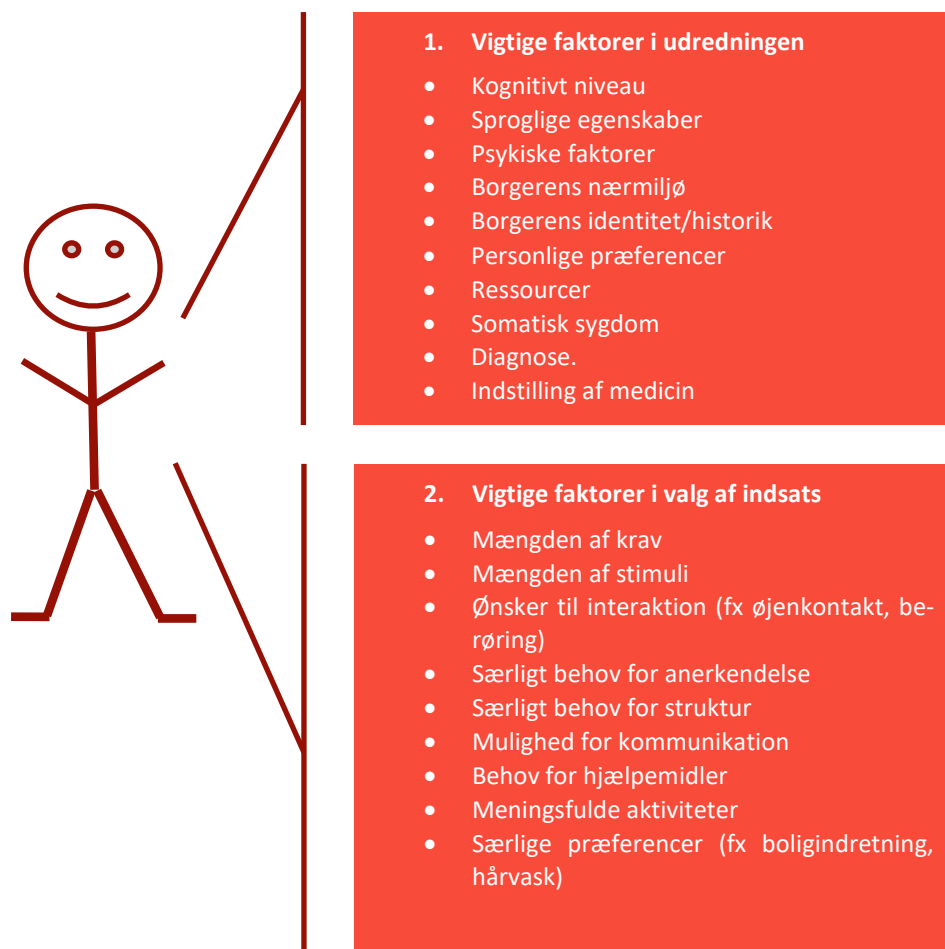 1. Vigtige faktorer i udredningen
• Kognitivt niveau
• Sproglige egenskaber
• Psykiske faktorer
• Borgerens nærmiljø
• Borgerens identitet/historik
• Personlige præferencer
• Ressourcer
• Somatisk sygdom
• Diagnose.
• Indstilling af medicin
2. Vigtige faktorer i valg af indsats
• Mængden af krav
• Mængden af stimuli
• Ønsker til interaktion (fx øjenkontakt, be-
røring)
• Særligt behov for anerkendelse
• Særligt behov for struktur
• Mulighed for kommunikation
• Behov for hjælpemidler
• Meningsfulde aktiviteter
• Særlige præferencer (fx boligindretning,
hårvask)